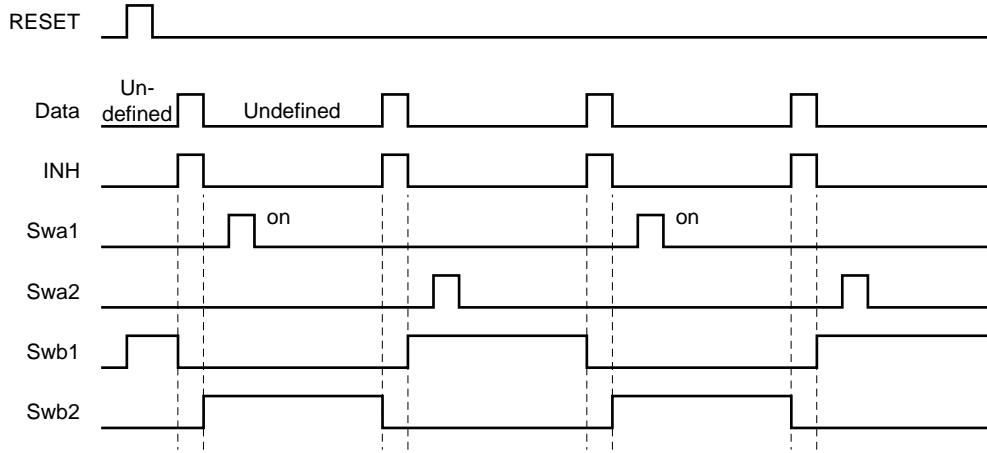 RESET
Un-
defined
Data
Undefined
INH
Swa1
on
on
Swa2
Swb1
Swb2